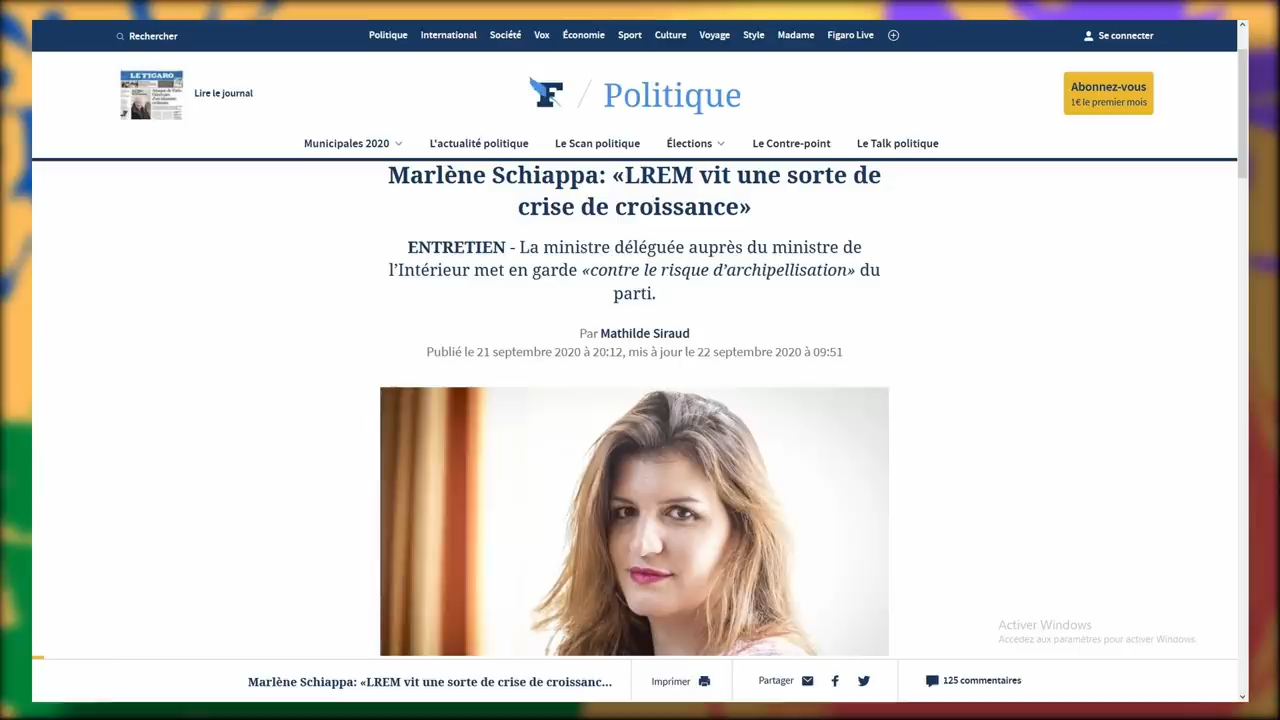 Rechercher
Politique International Société Vox Économie Sport Culture Voyage Style Madame Figaro Live
Se connecter
LE FIGARO
Lire le journal
F / Politique
Abonnez-vous
1€ le premier mois
Municipales 2020 L'actualité politique Le Scan politique Élections Le Contre-point Le Talk politique
Marlène Schiappa: «LREM vit une sorte de
crise de croissance»
ENTRETIEN - La ministre déléguée auprès du ministre de
l'Intérieur met en garde «contre le risque d'archipellisation» du
parti.
Par Mathilde Siraud
Publié le 21 septembre 2020 à 20:12, mis à jour le 22 septembre 2020 à 09:51
Activer Windows
Accédez aux paramètres pour activer Windows.
Marlène Schiappa: «LREM vit une sorte de crise de croissanc...
Imprimer
Partager
125 commentaires